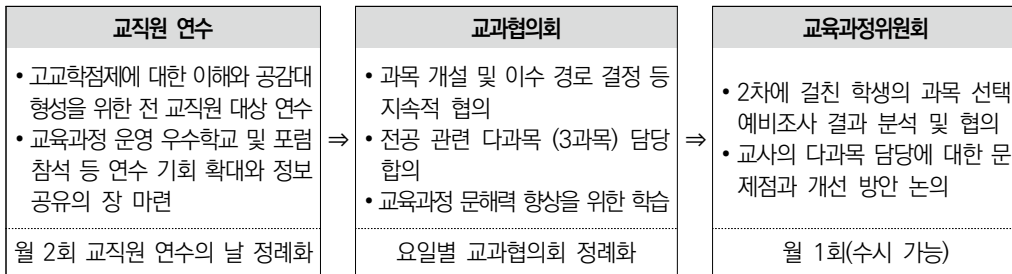 교직원 연수
• 고교학점제에 대한 이해와 공감대
형성을 위한 전 교직원 대상 연수
• 교육과정 운영 우수학교 및 포럼
참석 등 연수 기회 확대와 정보
공유의 장 마련
월 2회 교직원 연수의 날 정례화
⇒
교과협의회
• 과목 개설 및 이수 경로 결정 등
지속적 협의
• 전공 관련 다과목 (3과목) 담당
합의
• 교육과정 문해력 향상을 위한 학습
요일별 교과협의회 정례화
⇒
교육과정위원회
• 2차에 걸친 학생의 과목 선택
예비조사 결과 분석 및 협의
• 교사의 다과목 담당에 대한 문
제점과 개선 방안 논의
월 1회(수시 가능)